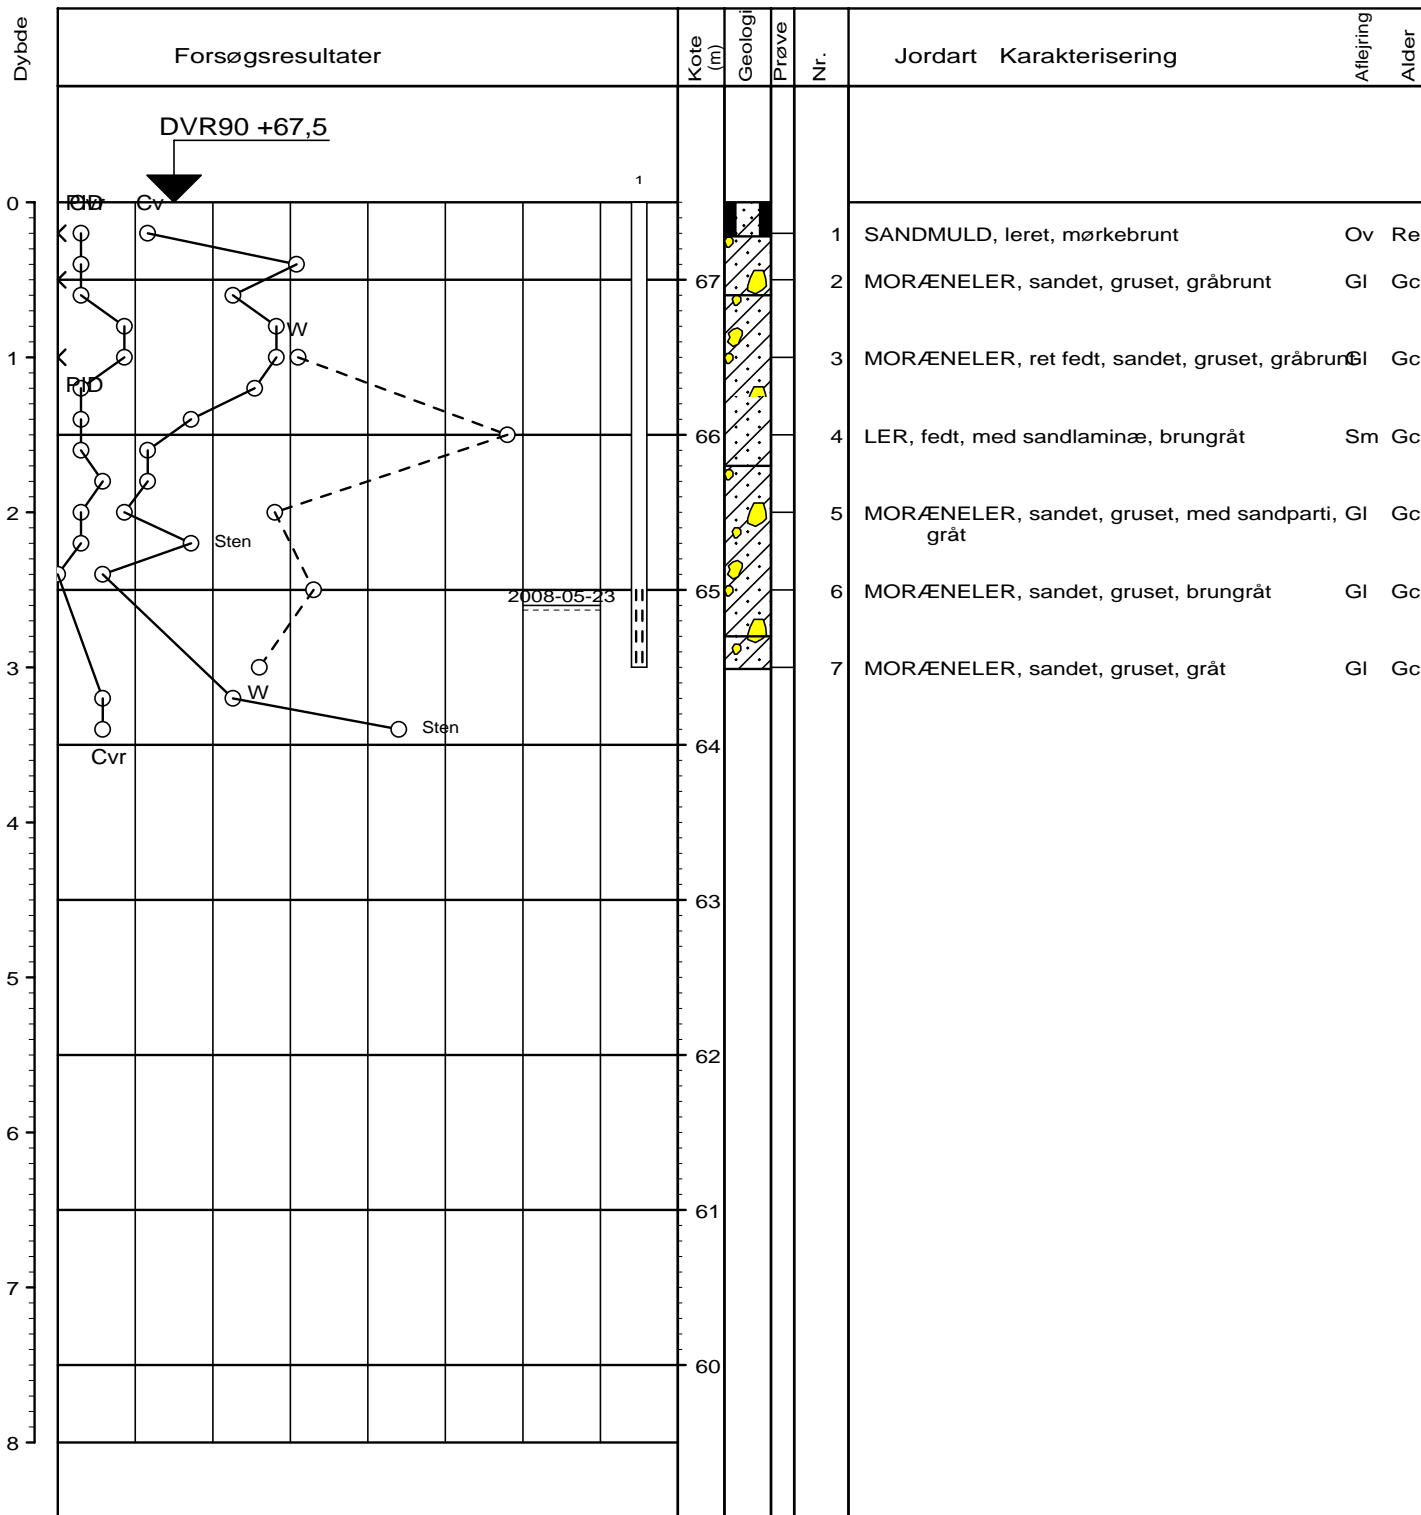 Dybde
Forsøgsresultater
Kote
(m)
Geologi
Prøve
Nr.
Jordart Karakterisering
Aflejring
Alder
DVR90 +67,5
1
0
PID
Cvr
Cv
1 SANDMULD, leret, mørkebrunt Ov Re
67
2 MORÆNELER, sandet, gruset, gråbrunt Gl Gc
W
1
3 MORÆNELER, ret fedt, sandet, gruset, gråbrunt Gl Gc
PID
66
4 LER, fedt, med sandlaminæ, brungråt Sm Gc
2
5 MORÆNELER, sandet, gruset, med sandparti, Gl Gc
gråt
Sten
65
2008-05-23
6 MORÆNELER, sandet, gruset, brungråt Gl Gc
3
7 MORÆNELER, sandet, gruset, gråt Gl Gc
W
Sten
64
Cvr
4
63
5
62
6
61
7
60
8